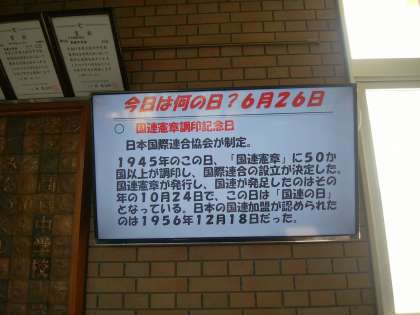 今日は何の日？６月２６日
○ 国連憲章調印記念日
日本国際連合協会が制定。
１９４５年のこの日、「国連憲章」に５０か
国以上が調印し、国際連合の設立が決定した。
国連憲章が発行し、国連が発足したのはその
年の１０月２４日で、この日は「国連の日」
となっている。日本の国連加盟が認められた
のは１９５６年１２月１８日だった。
中学校